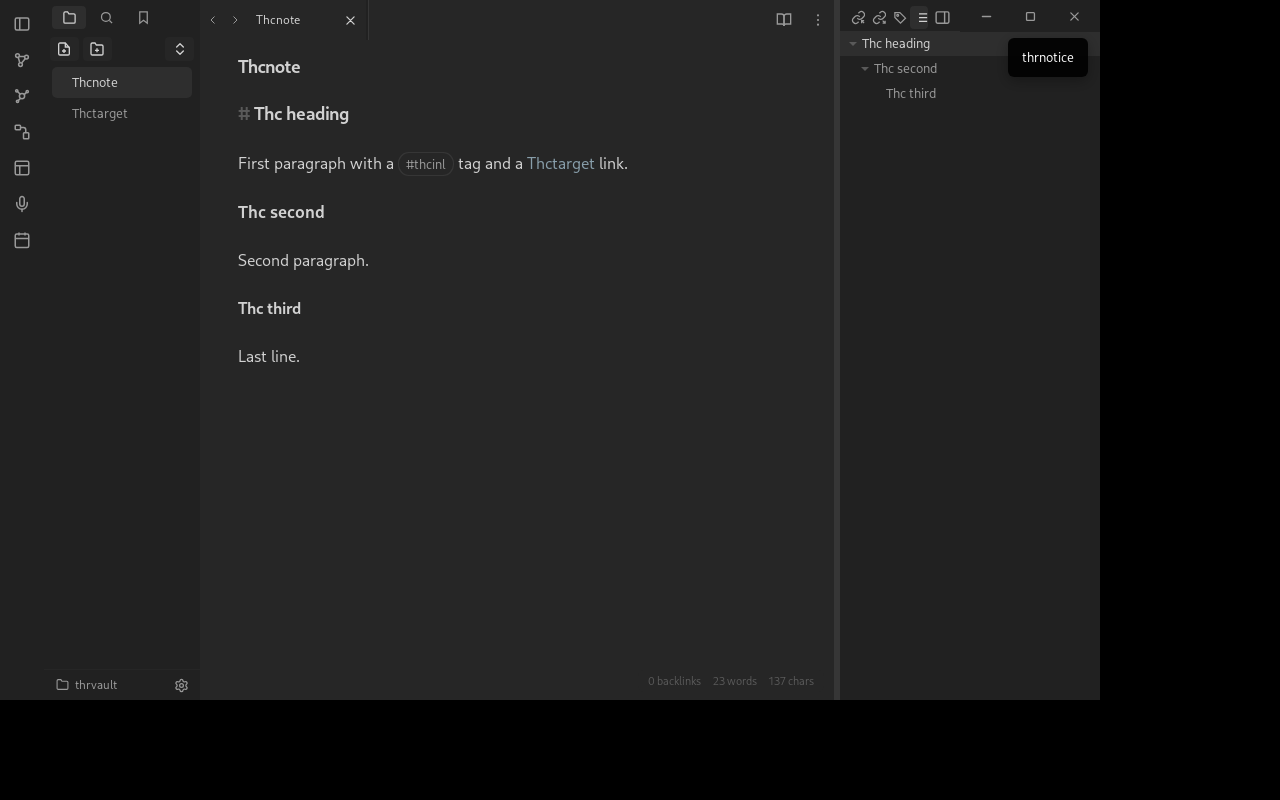 Thcnote
Thcnote
Thctarget
Thcnote
# Thc heading
First paragraph with a #thcinl tag and a Thctarget link.
Thc second
Second paragraph.
Thc third
Last line.
Thc heading
Thc second
Thc third
thrnotice
thrvault
0 backlinks 23 words 137 chars